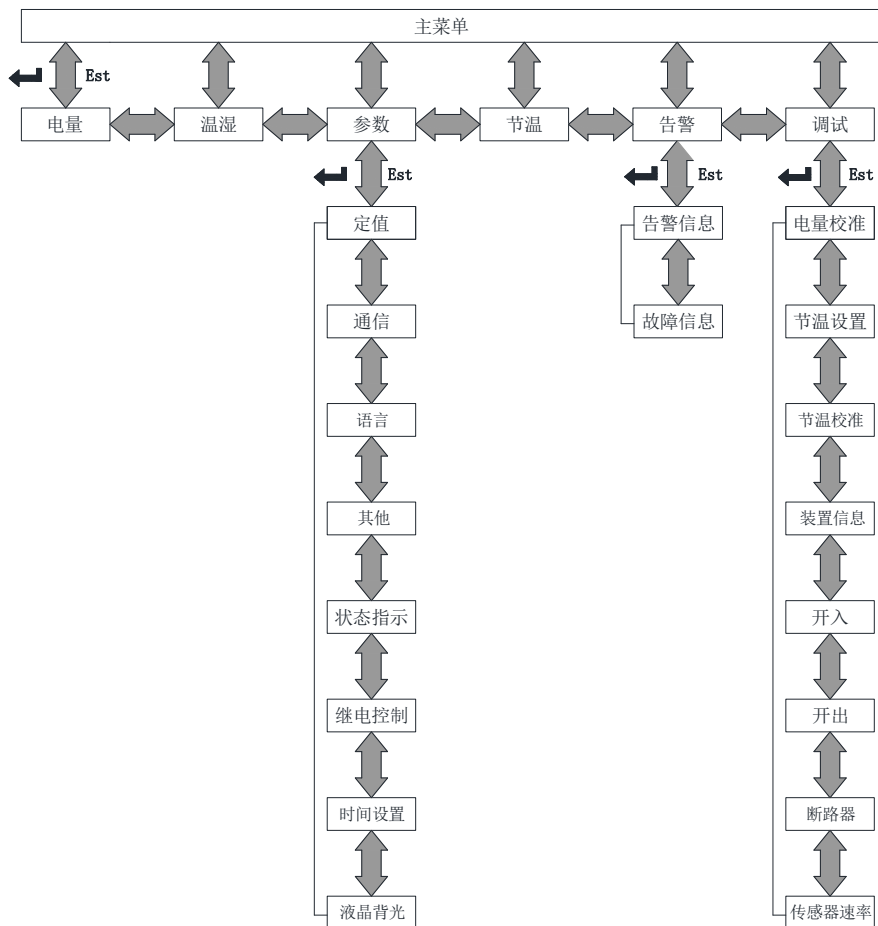 主菜单
Est
电量
温湿
参数
节温
告警
调试
Est
Est
Est
定值
告警信息
电量校准
通信
故障信息
节温设置
语言
节温校准
其他
装置信息
状态指示
开入
继电控制
开出
时间设置
断路器
液晶背光
传感器速率